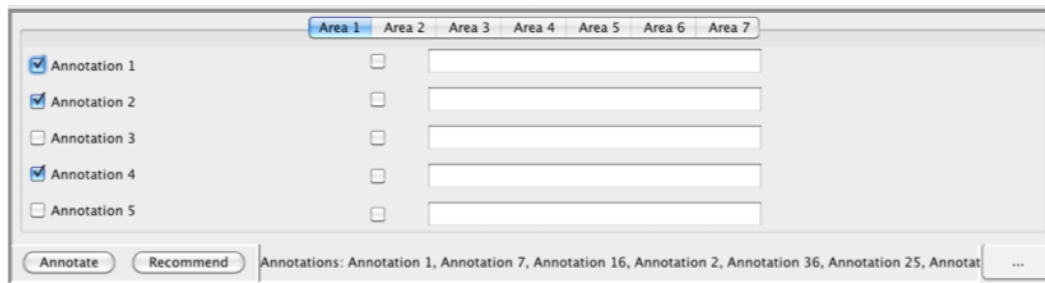 Area 1 Area 2 Area 3 Area 4 Area 5 Area 6 Area 7
Annotation 1
Annotation 2
Annotation 3
Annotation 4
Annotation 5
Annotate Recommend Annotations: Annotation 1, Annotation 7, Annotation 16, Annotation 2, Annotation 36, Annotation 25, Annotat ...